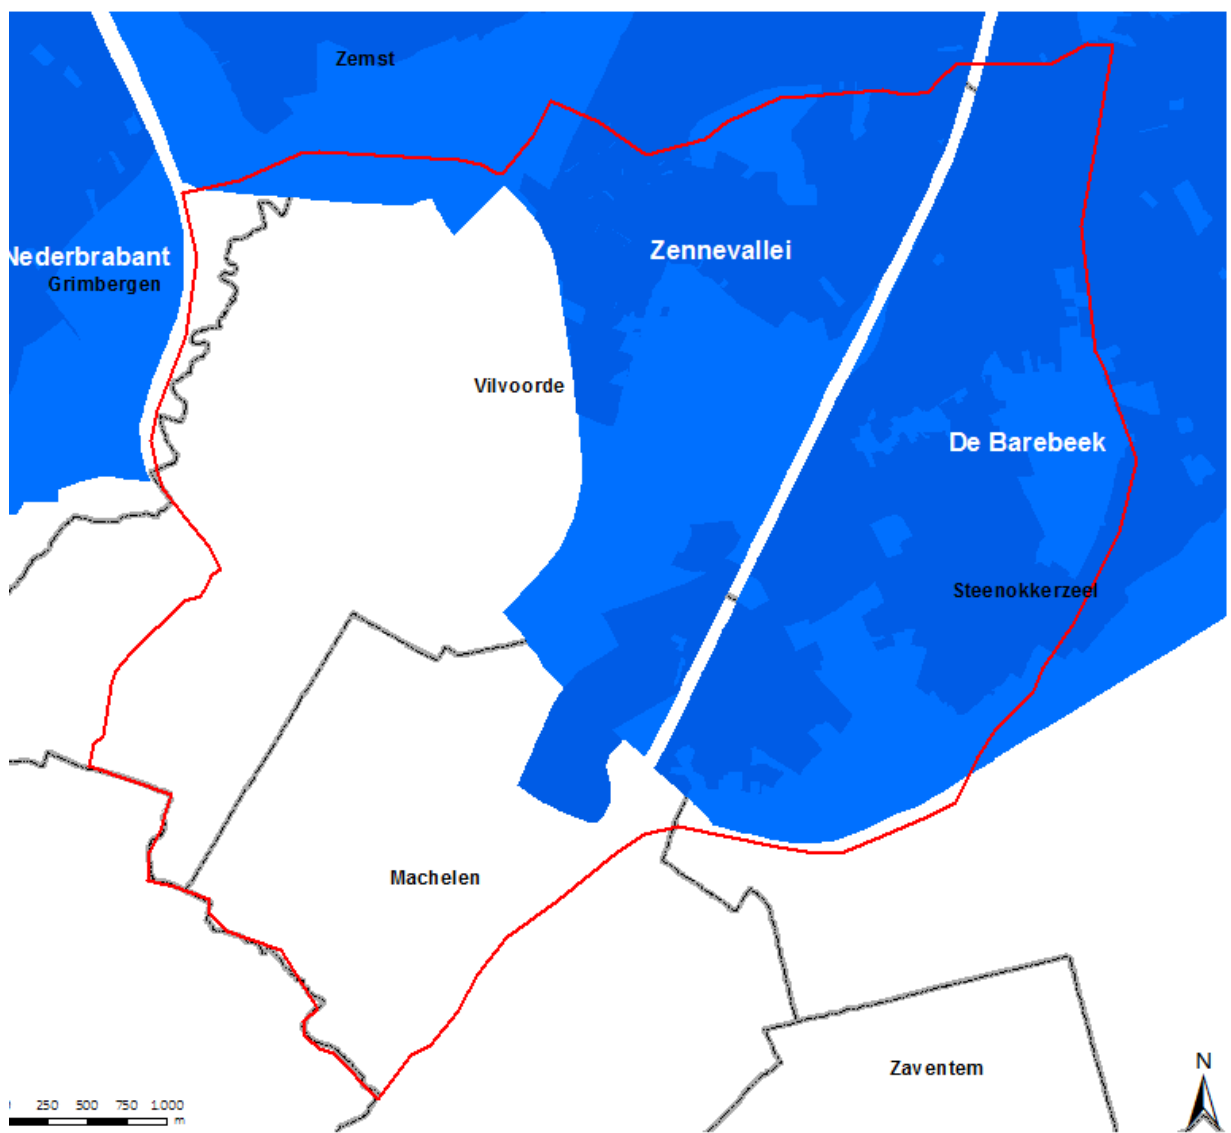 Zemst
Nederbrabant
Grimbergen
Zennevallei
Vilvoorde
De Barebeek
Steenokkerzeel
Machelen
Zaventem
N
250 500 750 1.000
m